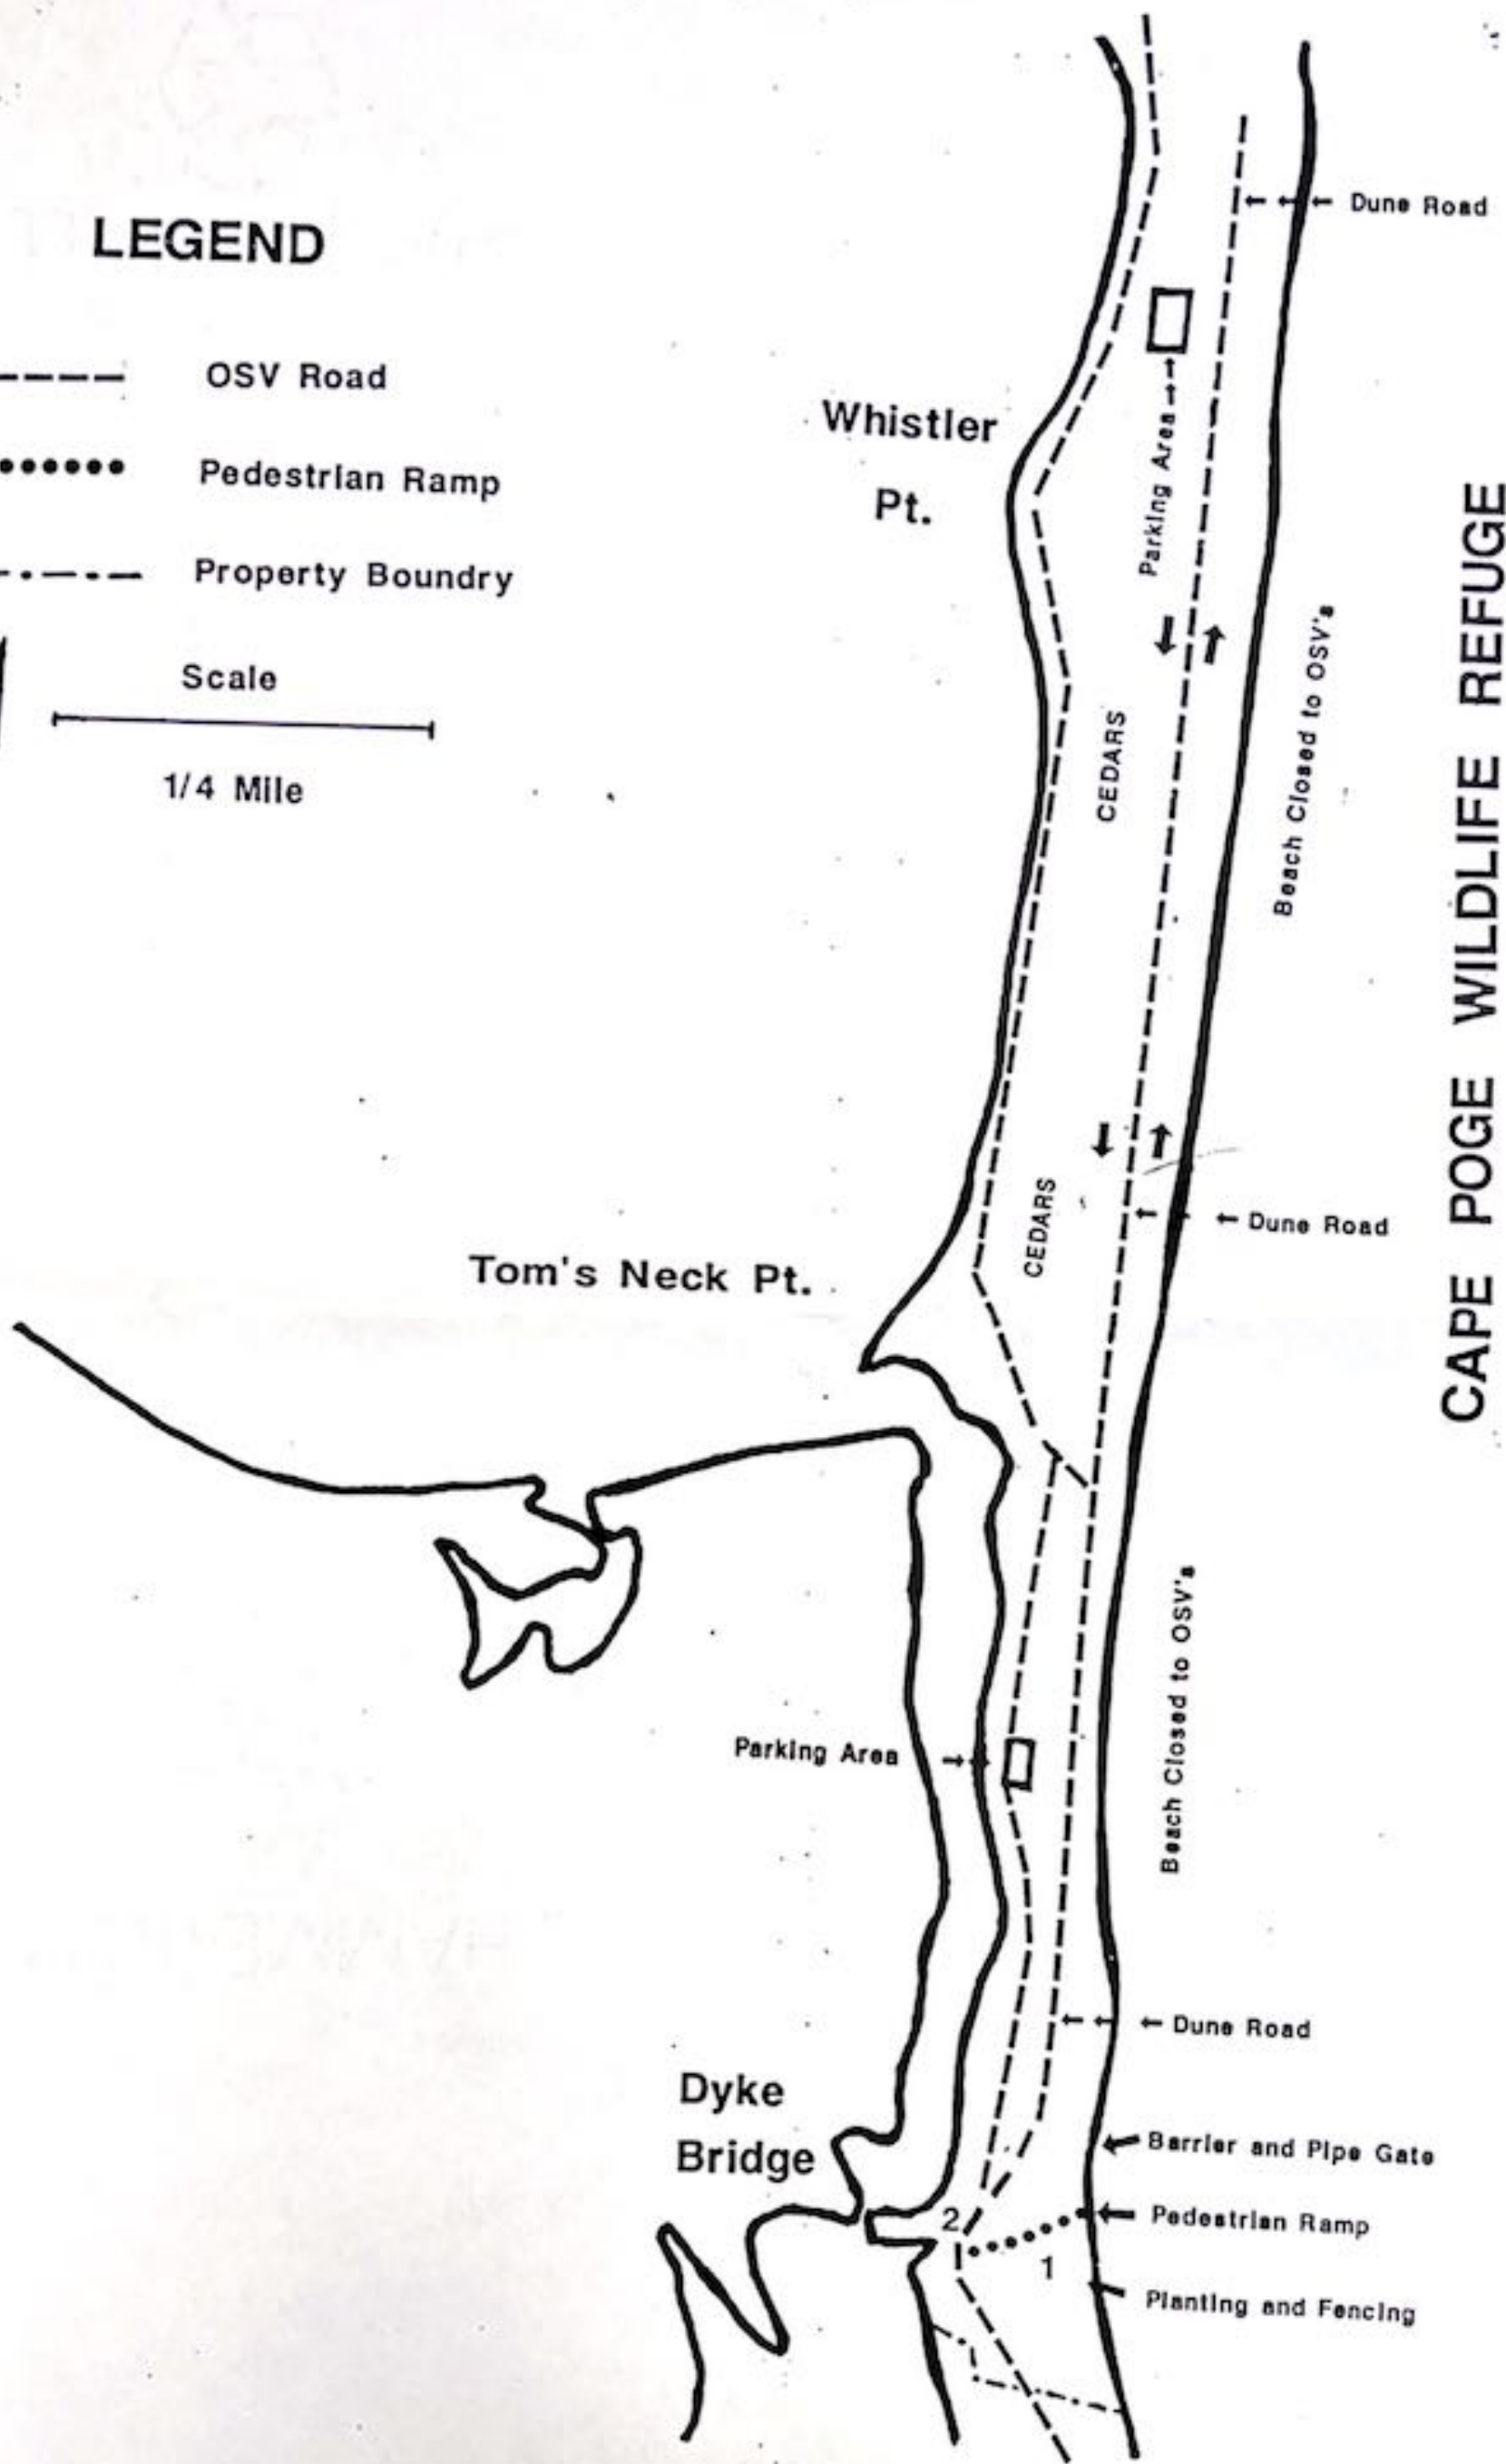 LEGEND
OSV Road
Pedestrian Ramp
Property Boundry
Scale
1/4 Mile
Dune Road
Whistler
Pt.
Parking Area
CEDARS
Beach Closed to OSV's
CAPE POGE WILDLIFE REFUGE
CEDARS
Dune Road
Tom's Neck Pt.
Parking Area
Beach Closed to OSV's
Dune Road
Dyke
Bridge
Barrier and Pipe Gate
2
Pedestrian Ramp
1
Planting and Fencing